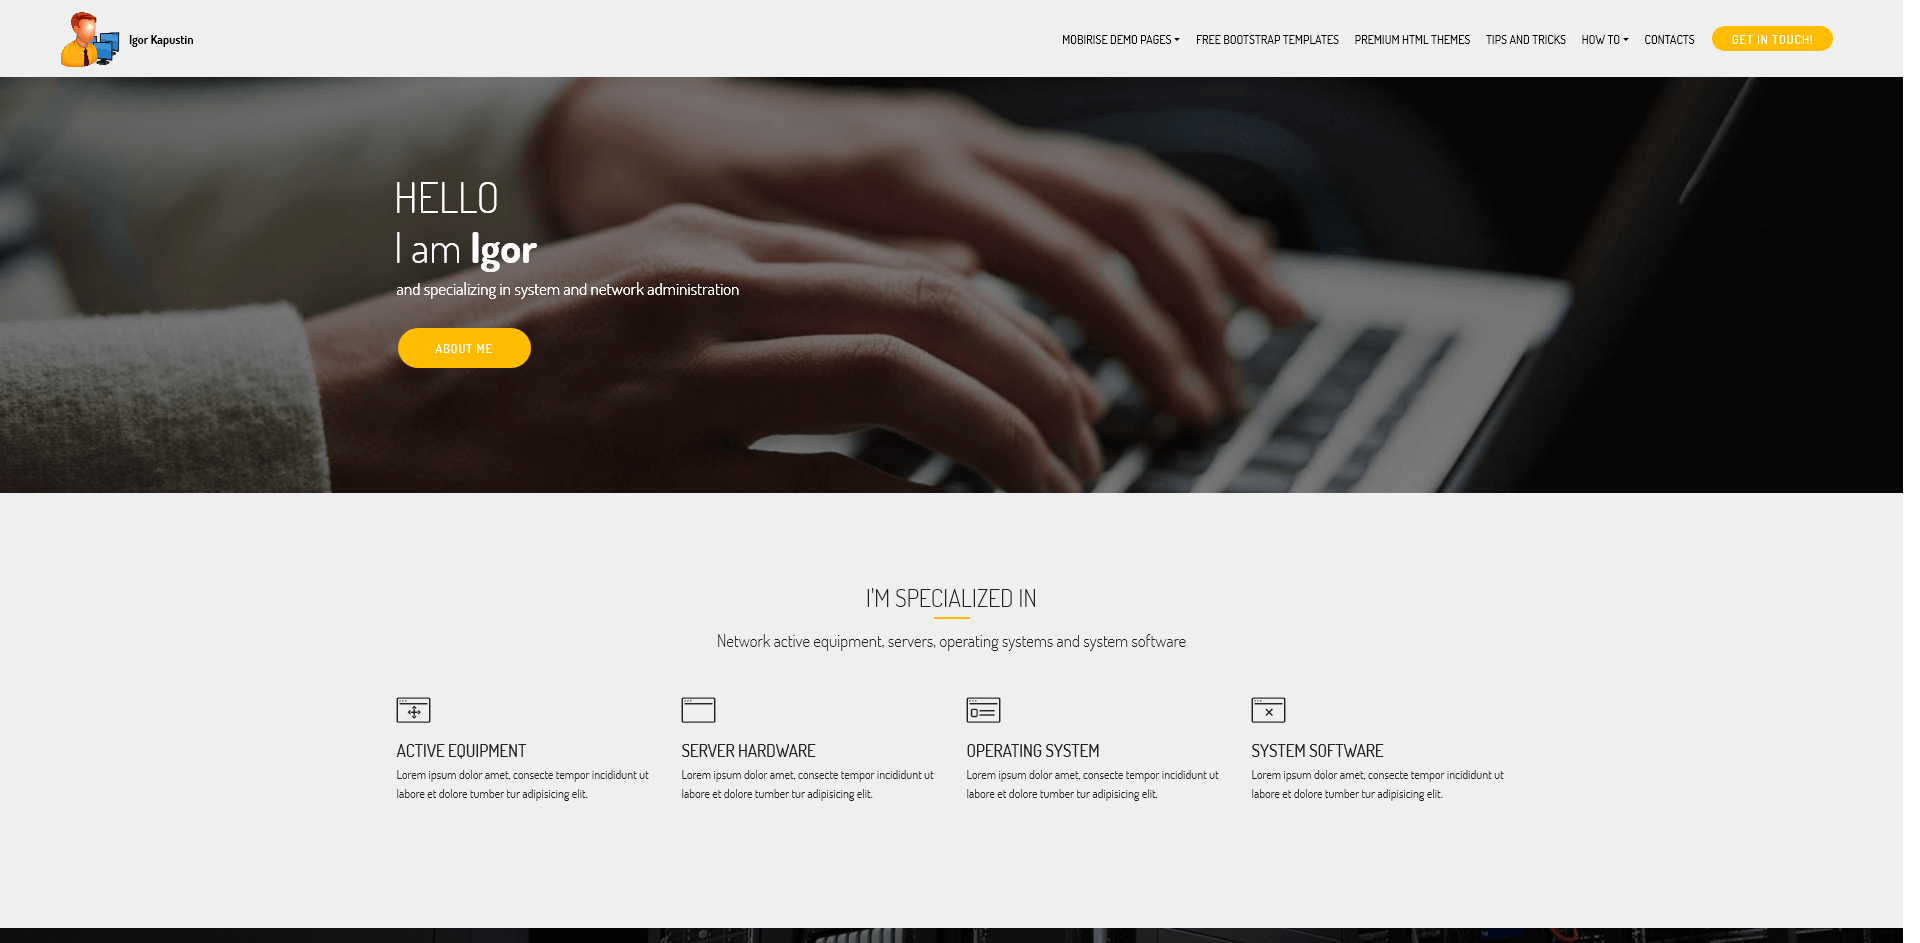 Igor Kapustin
MOBIRISE DEMO PAGES
FREE BOOTSTRAP TEMPLATES
PREMIUM HTML THEMES
TIPS AND TRICKS
HOW TO
CONTACTS
GET IN TOUCH!
HELLO
I am Igor
and specializing in system and network administration
ABOUT ME
I'M SPECIALIZED IN
Network active equipment, servers, operating systems and system software
ACTIVE EQUIPMENT
Lorem ipsum dolor amet, consecte tempor incididunt ut
labore et dolore tumber tur adipisicing elit.
SERVER HARDWARE
Lorem ipsum dolor amet, consecte tempor incididunt ut
labore et dolore tumber tur adipisicing elit.
OPERATING SYSTEM
Lorem ipsum dolor amet, consecte tempor incididunt ut
labore et dolore tumber tur adipisicing elit.
SYSTEM SOFTWARE
Lorem ipsum dolor amet, consecte tempor incididunt ut
labore et dolore tumber tur adipisicing elit.